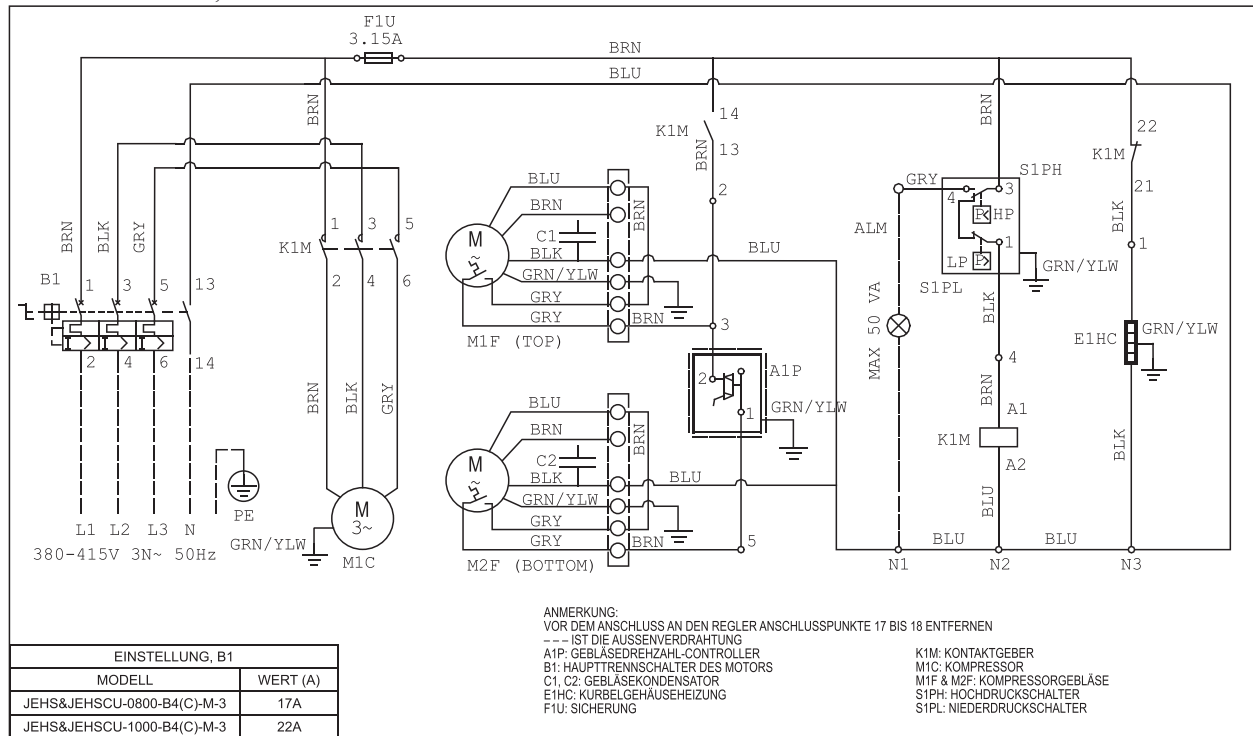 F1U
3.15A
BRN
BLU
BRN
BRN
14
K1M
13
BRN
2
22
K1M
21
BLK
1
GRY
4
3
S1PH
P< HP
1
LP P>
S1PL
GRN/YLW
ALM
MAX 50 VA
BLK
4
BRN
A1
K1M
A2
BLU
E1HC
GRN/YLW
BLK
BRN
BLK
GRY
B1
1
3
5
13
2
4
6
14
K1M
1
3
5
2
4
6
BRN
BLK
GRY
M
3~
M1C
GRN/YLW
PE
L1
L2
L3
N
380-415V 3N~ 50Hz
BLU
BRN
C1
BLK
GRN/YLW
GRY
GRY
BRN
BRN
M
~
M1F (TOP)
BLU
3
2
A1P
1
GRN/YLW
BLU
BRN
C2
BLK
GRN/YLW
GRY
GRY
BRN
BRN
M
~
M2F (BOTTOM)
BLU
5
BLU
BLU
N1
N2
N3
ANMERKUNG:
VOR DEM ANSCHLUSS AN DEN REGLER ANSCHLUSSPUNKTE 17 BIS 18 ENTFERNEN
--- IST DIE AUSSENVERDRAHTUNG
A1P: GEBLÄSEDREHZAHL-CONTROLLER
B1: HAUPTTRENNSCHALTER DES MOTORS
C1, C2: GEBLÄSEKONDENSATOR
E1HC: KURBELGEHÄUSEHEIZUNG
F1U: SICHERUNG
K1M: KONTAKTGEBER
M1C: KOMPRESSOR
M1F & M2F: KOMPRESSORGEBLÄSE
S1PH: HOCHDRUCKSCHALTER
S1PL: NIEDERDRUCKSCHALTER
EINSTELLUNG, B1
MODELL WERT (A)
JEHS&JEHSCU-0800-B4(C)-M-3 17A
JEHS&JEHSCU-1000-B4(C)-M-3 22A